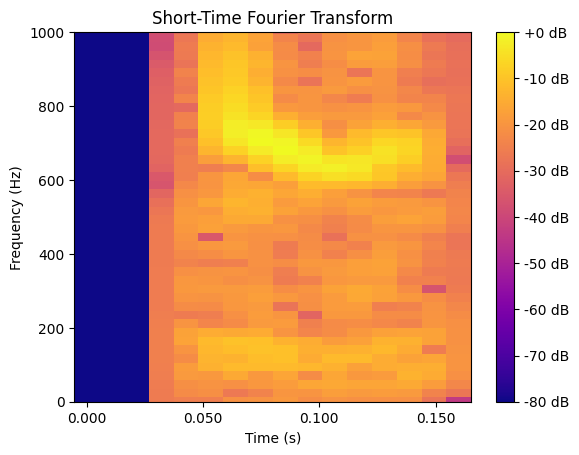 Short-Time Fourier Transform
1000
800
600
400
200
0
Frequency (Hz)
0.000
0.050
0.100
0.150
Time (s)
+0 dB
-10 dB
-20 dB
-30 dB
-40 dB
-50 dB
-60 dB
-70 dB
-80 dB